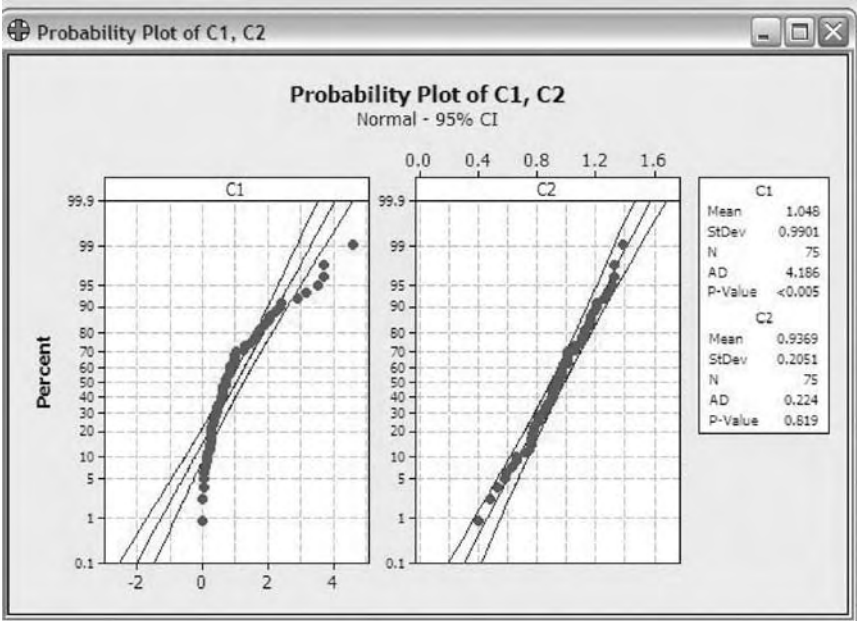 Probability Plot of C1, C2
Probability Plot of C1, C2
Normal - 95% CI
0.0 0.4 0.8 1.2 1.6
C1 C2
99.9 99.9
99 99
95 95
90 90
80 80
70 70
60 60
50 50
40 40
30 30
20 20
10 10
5 5
1 1
0.1 0.1
-2 0 2 4
Percent
C1
Mean 1.048
StDev 0.9901
N 75
AD 4.186
P-Value <0.005
C2
Mean 0.9369
StDev 0.2051
N 75
AD 0.224
P-Value 0.819